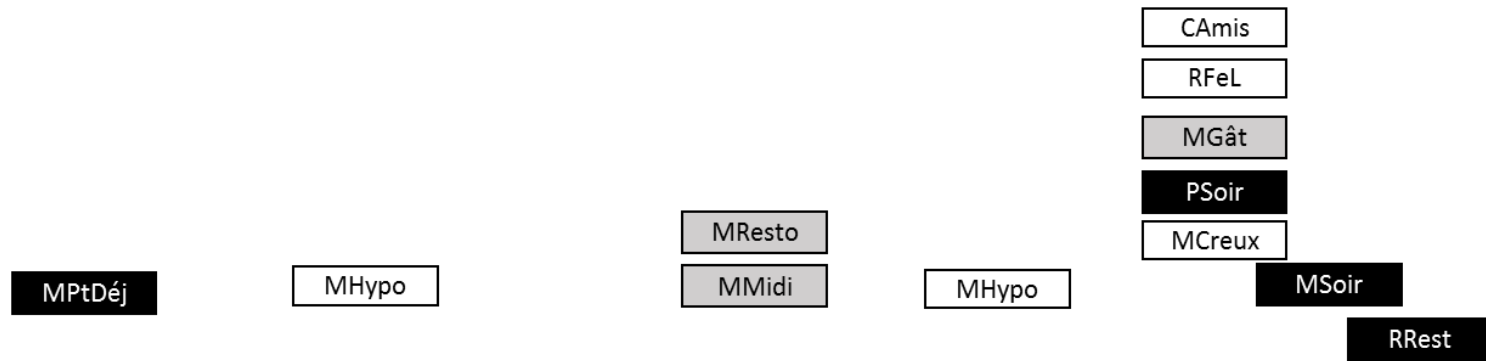 CAmis
RFeL
MGât
PSoir
MResto
MCreux
MPtDéj
MHypo
MMidi
MHypo
MSoir
RRest